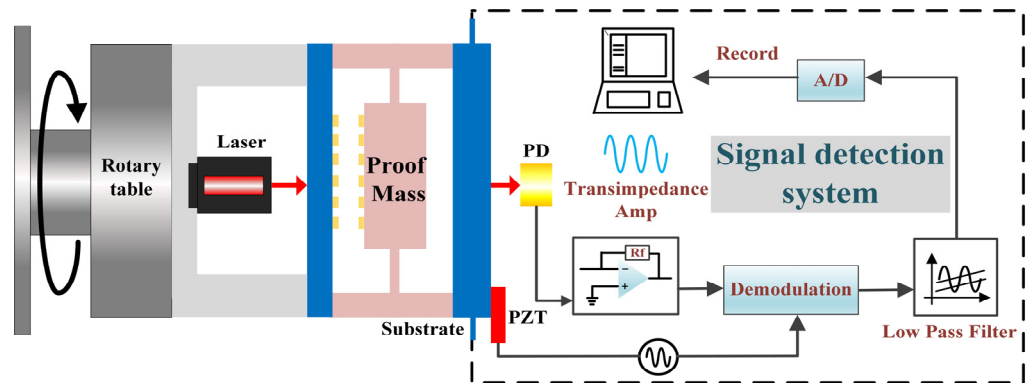 Rotary
table
Laser
Proof
Mass
Substrate
PZT
PD
Record
A/D
Transimpedance
Amp
Signal detection
system
Rf
Demodulation
Low Pass Filter